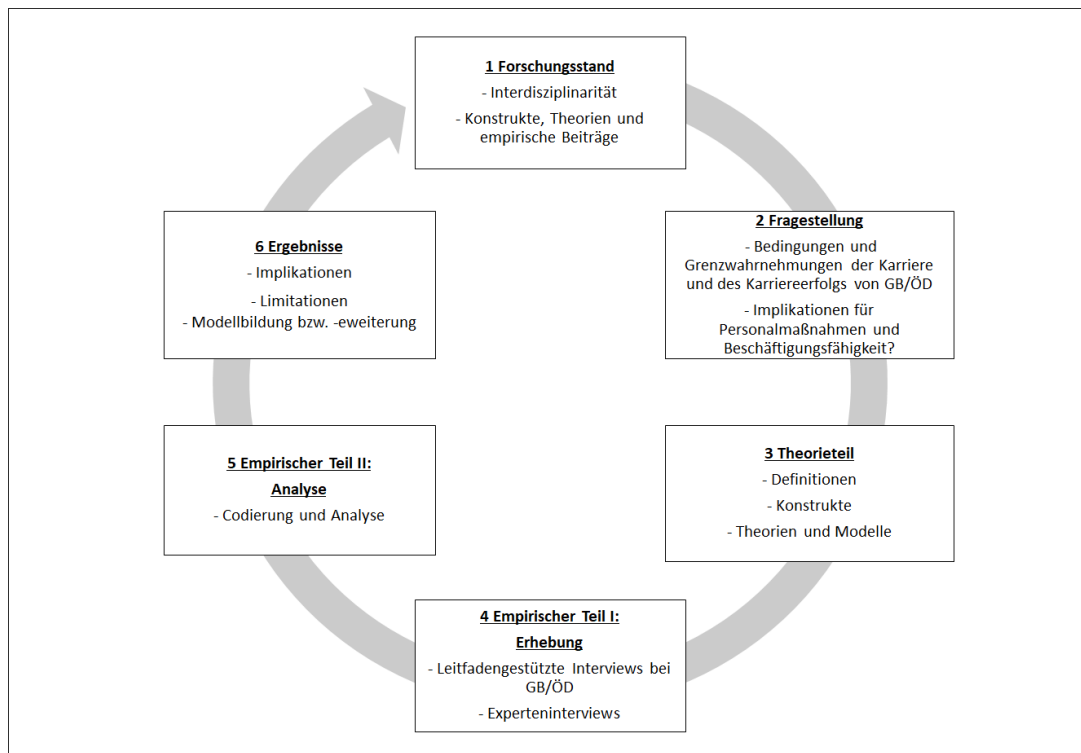 1 Forschungsstand
- Interdisziplinarität
- Konstrukte, Theorien und
empirische Beiträge
2 Fragestellung
- Bedingungen und
Grenzwahrnehmungen der Karriere
und des Karriereerfolgs von GB/ÖD
- Implikationen für
Personalmaßnahmen und
Beschäftigungsfähigkeit?
3 Theorieteil
- Definitionen
- Konstrukte
- Theorien und Modelle
4 Empirischer Teil I:
Erhebung
- Leitfadengestützte Interviews bei
GB/ÖD
- Experteninterviews
5 Empirischer Teil II:
Analyse
- Codierung und Analyse
6 Ergebnisse
- Implikationen
- Limitationen
- Modellbildung bzw. -eweiterung